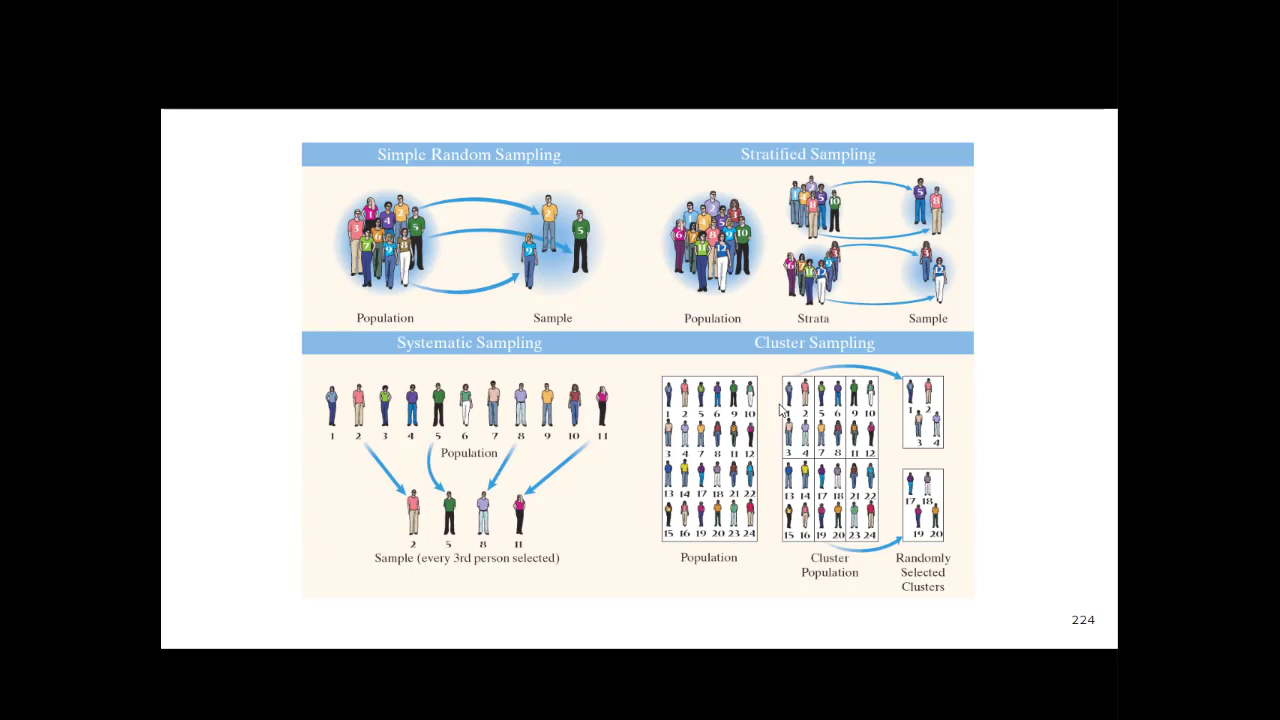 Simple Random Sampling
Population
Sample
Stratified Sampling
Population
Strata
Sample
Systematic Sampling
1 2 3 4 5 6 7 8 9 10 11
Population
2 5 8 11
Sample (every 3rd person selected)
Cluster Sampling
1 2 5 6 9 10
3 4 7 8 11 12
13 14 17 18 21 22
15 16 19 20 23 24
Population
1 2 5 6 9 10
3 4 7 8 11 12
13 14 17 18 21 22
15 16 19 20 23 24
Cluster
Population
1 2
3 4
17 18
19 20
Randomly
Selected
Clusters
224